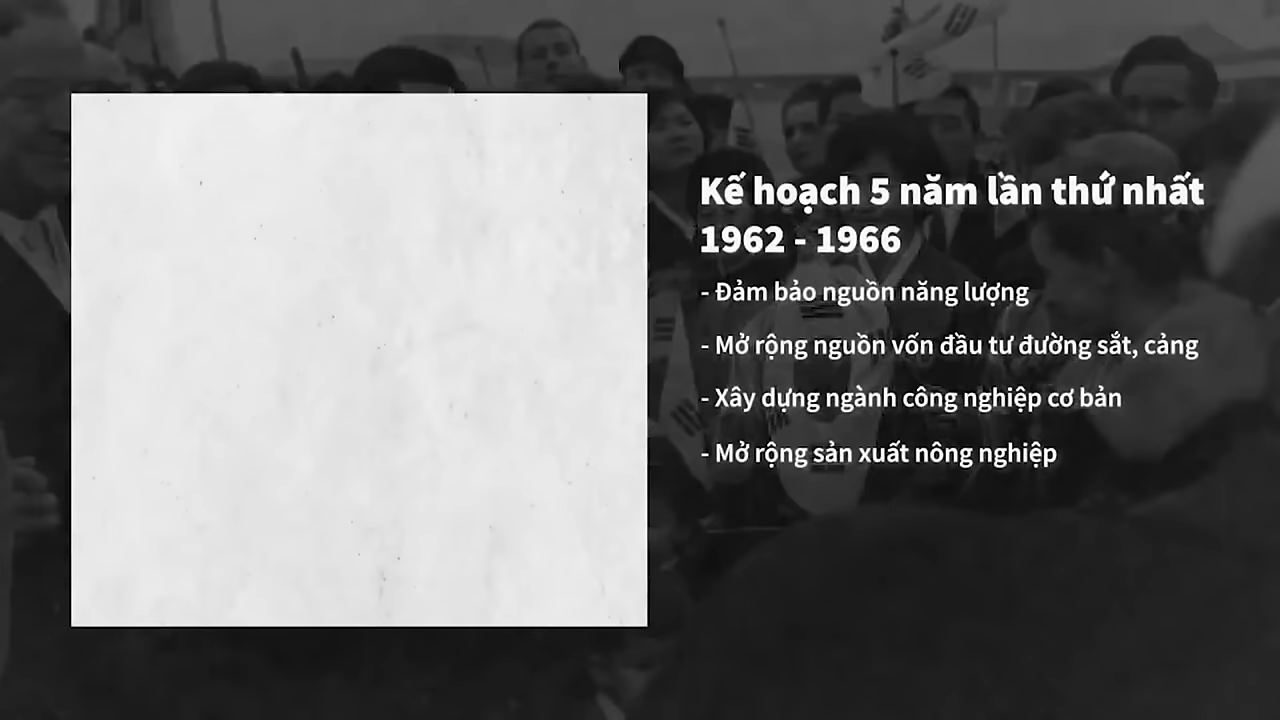 Kế hoạch 5 năm lần thứ nhất
1962 - 1966
- Đảm bảo nguồn năng lượng
- Mở rộng nguồn vốn đầu tư đường sắt, cảng
- Xây dựng ngành công nghiệp cơ bản
- Mở rộng sản xuất nông nghiệp